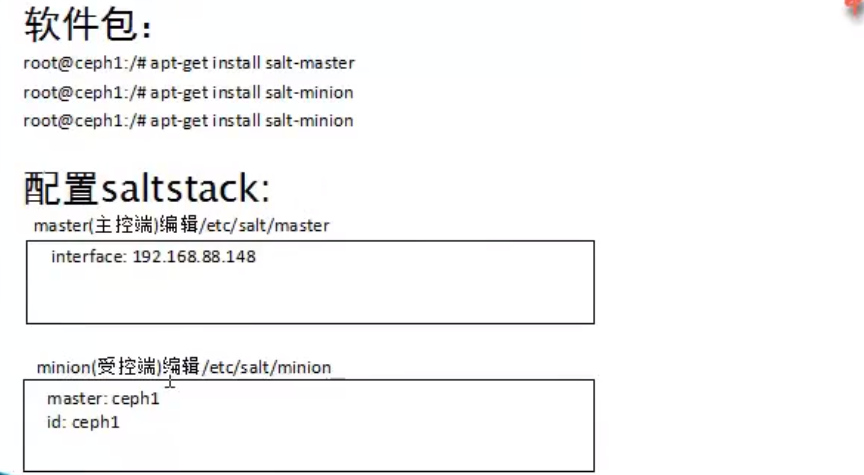 软件包:
root@ceph1:/# apt-get install salt-master
root@ceph1:/# apt-get install salt-minion
root@ceph1:/# apt-get install salt-minion
配置saltstack:
master(主控端)编辑/etc/salt/master
interface: 192.168.88.148
minion(受控端)编辑/etc/salt/minion
master: ceph1
id: ceph1